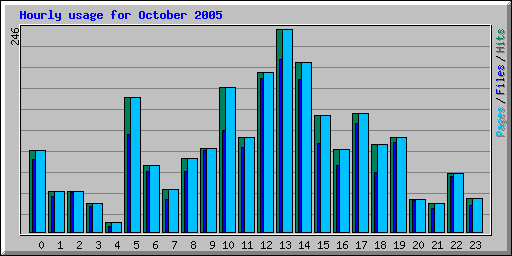 Hourly usage for October 2005
246
Pages / Files / Hits
0 1 2 3 4 5 6 7 8 9 10 11 12 13 14 15 16 17 18 19 20 21 22 23